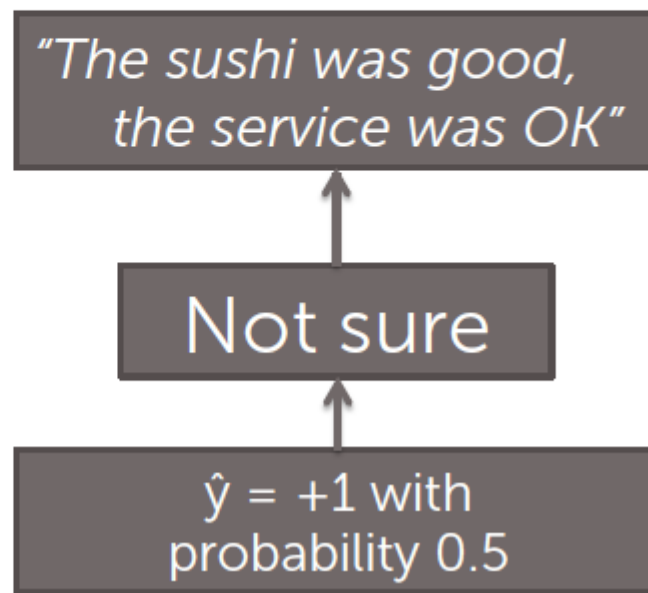 “The sushi was good,
the service was OK”
Not sure
ŷ = +1 with
probability 0.5